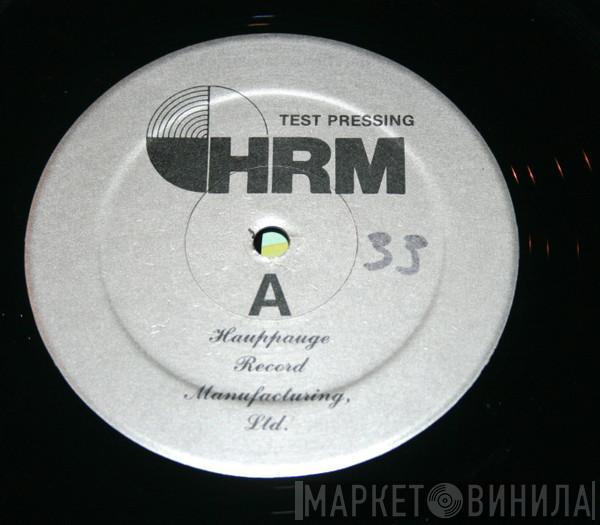 TEST PRESSING
HRM
33
A
Hauppauge
Record
Manufacturing,
Ltd.
МАРКЕТ ВИНИЛА